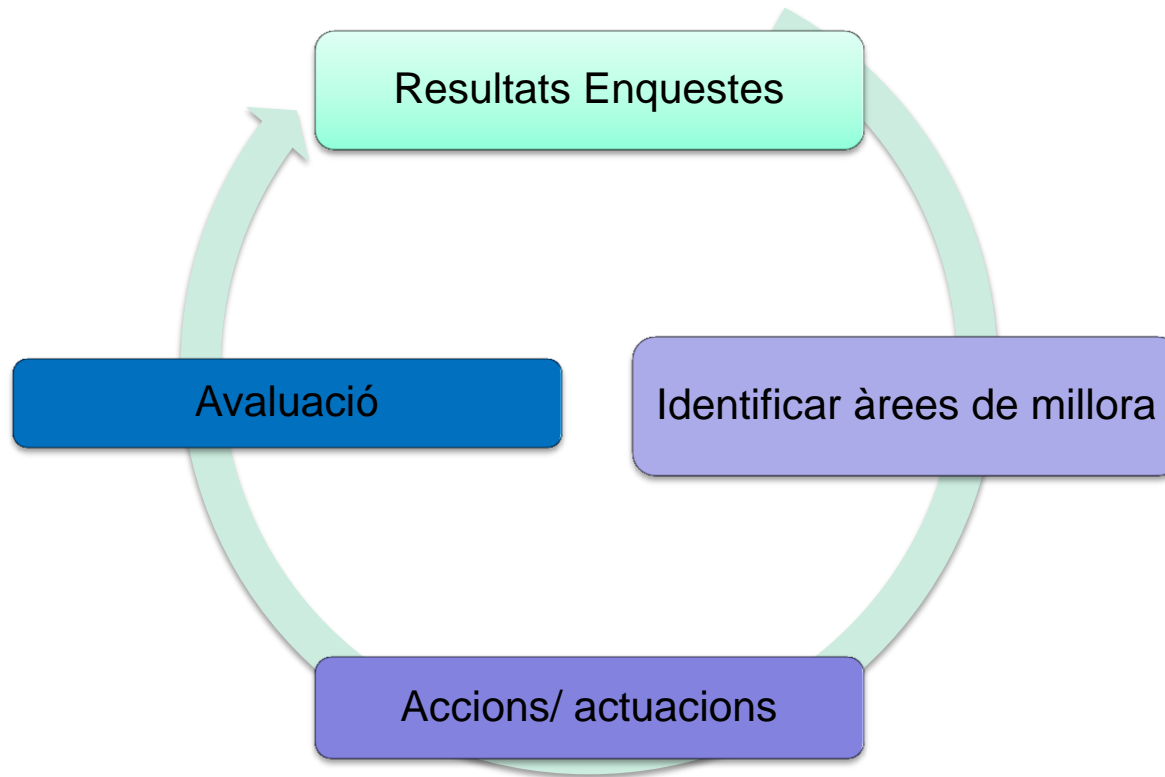 Resultats Enquestes
Identificar àrees de millora
Accions/ actuacions
Avaluació